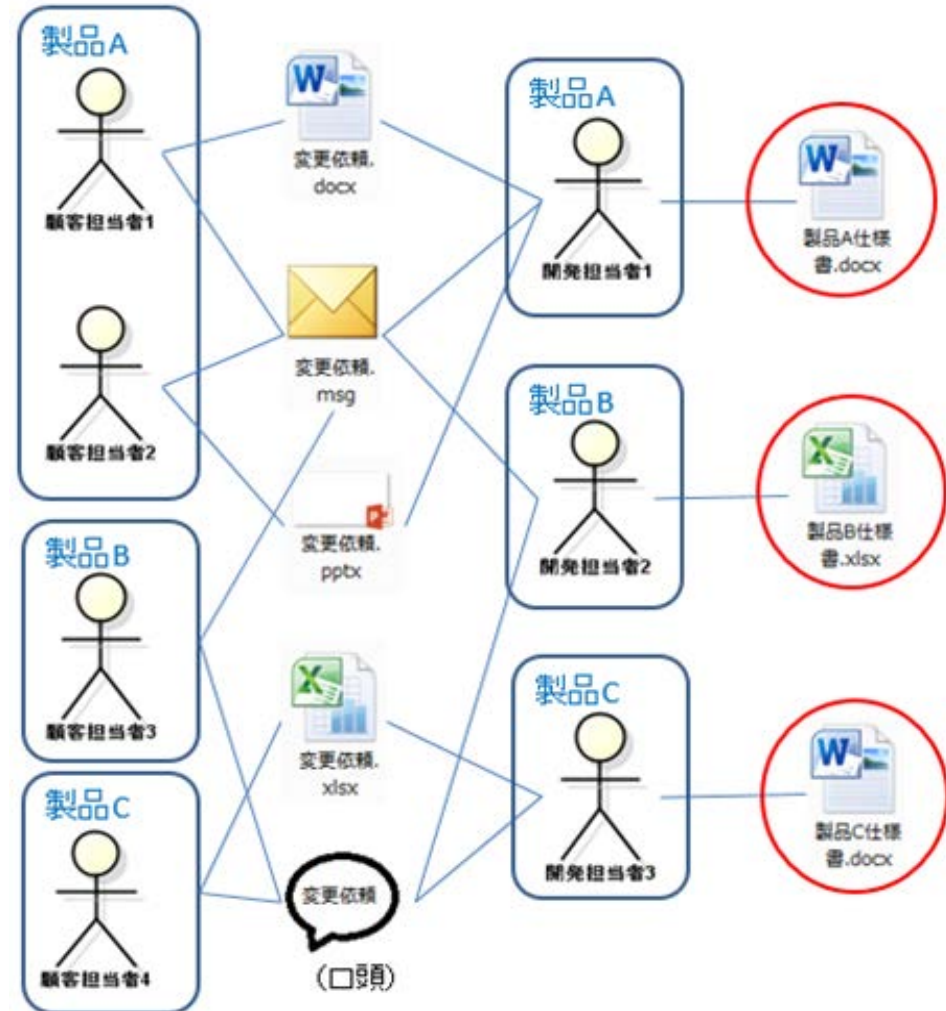 製品A
顧客担当者1
顧客担当者2
製品B
顧客担当者3
製品C
顧客担当者4
変更依頼.
docx
変更依頼.
msg
変更依頼.
pptx
変更依頼.
xlsx
変更依頼
(口頭)
製品A
開発担当者1
製品B
開発担当者2
製品C
開発担当者3
製品A仕様
書.docx
製品B仕様
書.xlsx
製品C仕様
書.docx